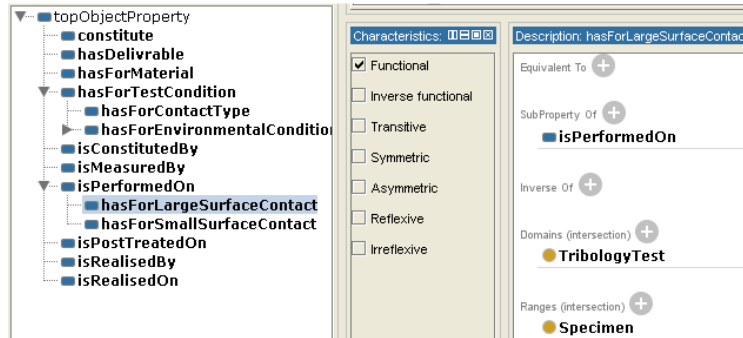 topObjectProperty
constitute
hasDelivrable
hasForMaterial
hasForTestCondition
hasForContactType
hasForEnvironmentalConditio
isConstitutedBy
isMeasuredBy
isPerformedOn
hasForLargeSurfaceContact
hasForSmallSurfaceContact
isPostTreatedOn
isRealisedBy
isRealisedOn
Characteristics:
Functional
Inverse functional
Transitive
Symmetric
Asymmetric
Reflexive
Irreflexive
Description: hasForLargeSurfaceContac
Equivalent To
SubProperty Of
isPerformedOn
Inverse Of
Domains (intersection)
TribologyTest
Ranges (intersection)
Specimen